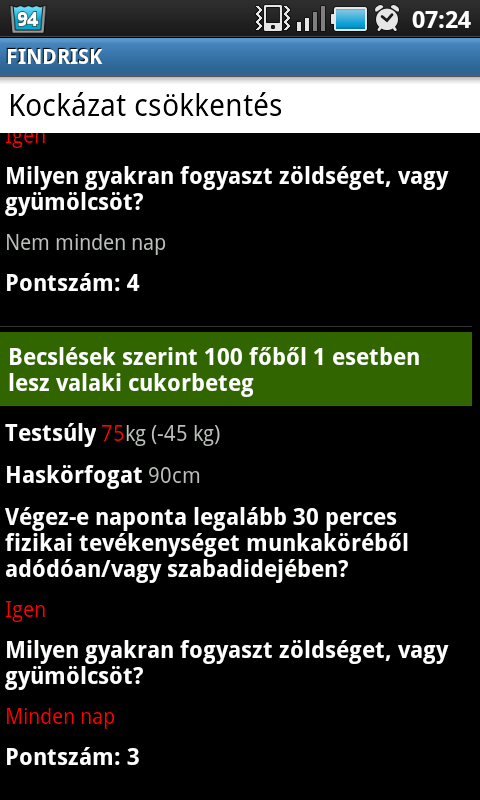 94
07:24
FINDRISK
Kockázat csökkentés
Igen
Milyen gyakran fogyaszt zöldséget, vagy
gyümölcsöt?
Nem minden nap
Pontszám: 4
Becslések szerint 100 főből 1 esetben
lesz valaki cukorbeteg
Testsúly 75kg (-45 kg)
Haskörfogat 90cm
Végez-e naponta legalább 30 perces
fizikai tevékenységet munkaköréből
adódóan/vagy szabadidejében?
Igen
Milyen gyakran fogyaszt zöldséget, vagy
gyümölcsöt?
Minden nap
Pontszám: 3